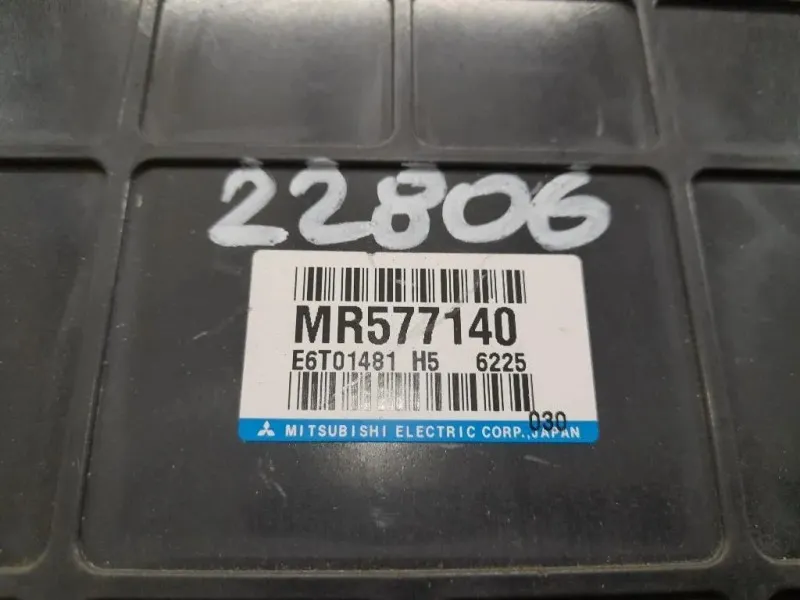 22806
MR577140
E6T01481 H5 6225
030
MITSUBISHI ELECTRIC CORP., JAPAN